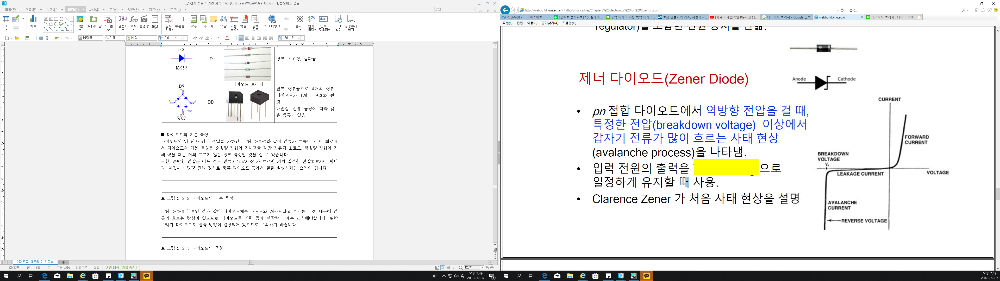 2장 전자 회로의 기초 지식.hwp [C:\Users\Cju\Desktop\] - 한컴오피스 한글
파일(F) 편집(E) 보기(U) 입력(D) 서식(J) 쪽(W) 보안(B) 검토(H) 도구(K)
표 차트 그림 그리기마당 스크린샷 글맵시 수식 동영상 문단 띠 양식 개체 누름틀 각주 미주 메모 덧말 교정 부호 책갈피 상호 참조 하이퍼링크 문자표 한자 입력 입력 도우미 CCL 넣기 공공누리 넣기
바탕글 대표 바탕 10.0 pt 160 %
D20
IS953
D
정류, 스위칭, 검파용
D7
W02
DB
다이오드 브리지
전류 정류용으로 4개의 정류
다이오드가 1개로 모듈화 된
것.
내전압, 전류 용량에 따라 많
은 종류가 있음.
■ 다이오드의 기본 특성
다이오드의 양 단자 간에 전압을 가하면, 그림 2-2-2와 같이 전류가 흐릅니다. 이 회로에
서 다이오드의 기본 특성은 순방향 전압이 가해졌을 때만 전류가 흐르고, 역방향 전압이 가
해 졌을 때는 거의 흐르지 않는 정류 특성인 것을 알 수 있습니다.
또한, 순방향 전압은 어느 정도 전류(0.1mA이상)가 흐르면 거의 일정한 전압(0.6V)이 됩니
다. 이것이 순방향 전압 강하로 정류 다이오드 등에서 열을 발생시키는 요인이 됩니다.
▲ 그림 2-2-2 다이오드의 기본 특성
그림 2-2-3에 보인 것과 같이 다이오드에는 애노드와 캐소드라고 부르는 극성 때문에 전
류의 흐르는 방향이 있으므로 다이오드를 기판 등에 실장할 때에는 조심해야합니다. 또한
브리지 다이오드도 접속 방향이 결정되어 있으므로 주의하기 바랍니다.
▲ 그림 2-2-3 다이오드의 극성
2장 전자 회로의 기초 지식
22/30쪽 1단 9줄 1칸 문단 나눔 3/3 구역 삽입 변경 내용 [기록 중지] 120%
오후 7:49
2018-09-07
http://webbuild.knu.ac.kr/~jhdho/physics.files/Chapter3%20Electronics%20for%20Scientists.pdf
검색...
FV5M-08 - 디바이스마트
[생초보 전자회로] 10. 릴레이...
후막 어레이 저항 박막 어레이...
로봇 만들기의 기초, 저항기 - ...
[지극히 개인적인 Playlist] 잿...
다이오드 브리지 - Google 검색
webbuild.knu.ac.kr
다이오드 브리지 : 네이버 이미
파일(F) 편집 이동(G) 즐겨찾기(A) 도움말(H)
제너 다이오드(Zener Diode)
Anode
Cathode
• pn 접합 다이오드에서 역방향 전압을 걸 때,
특정한 전압(breakdown voltage) 이상에서
갑자기 전류가 많이 흐르는 사태 현상
(avalanche process)을 나타냄.
• 입력 전원의 출력을 으로
일정하게 유지할 때 사용.
• Clarence Zener 가 처음 사태 현상을 설명
CURRENT
FORWARD
CURRENT
BREAKDOWN
VOLTAGE
VOLTAGE
LEAKAGE CURRENT
AVALANCHE
CURRENT
REVERSE VOLTAGE
오후 7:49
2018-09-07